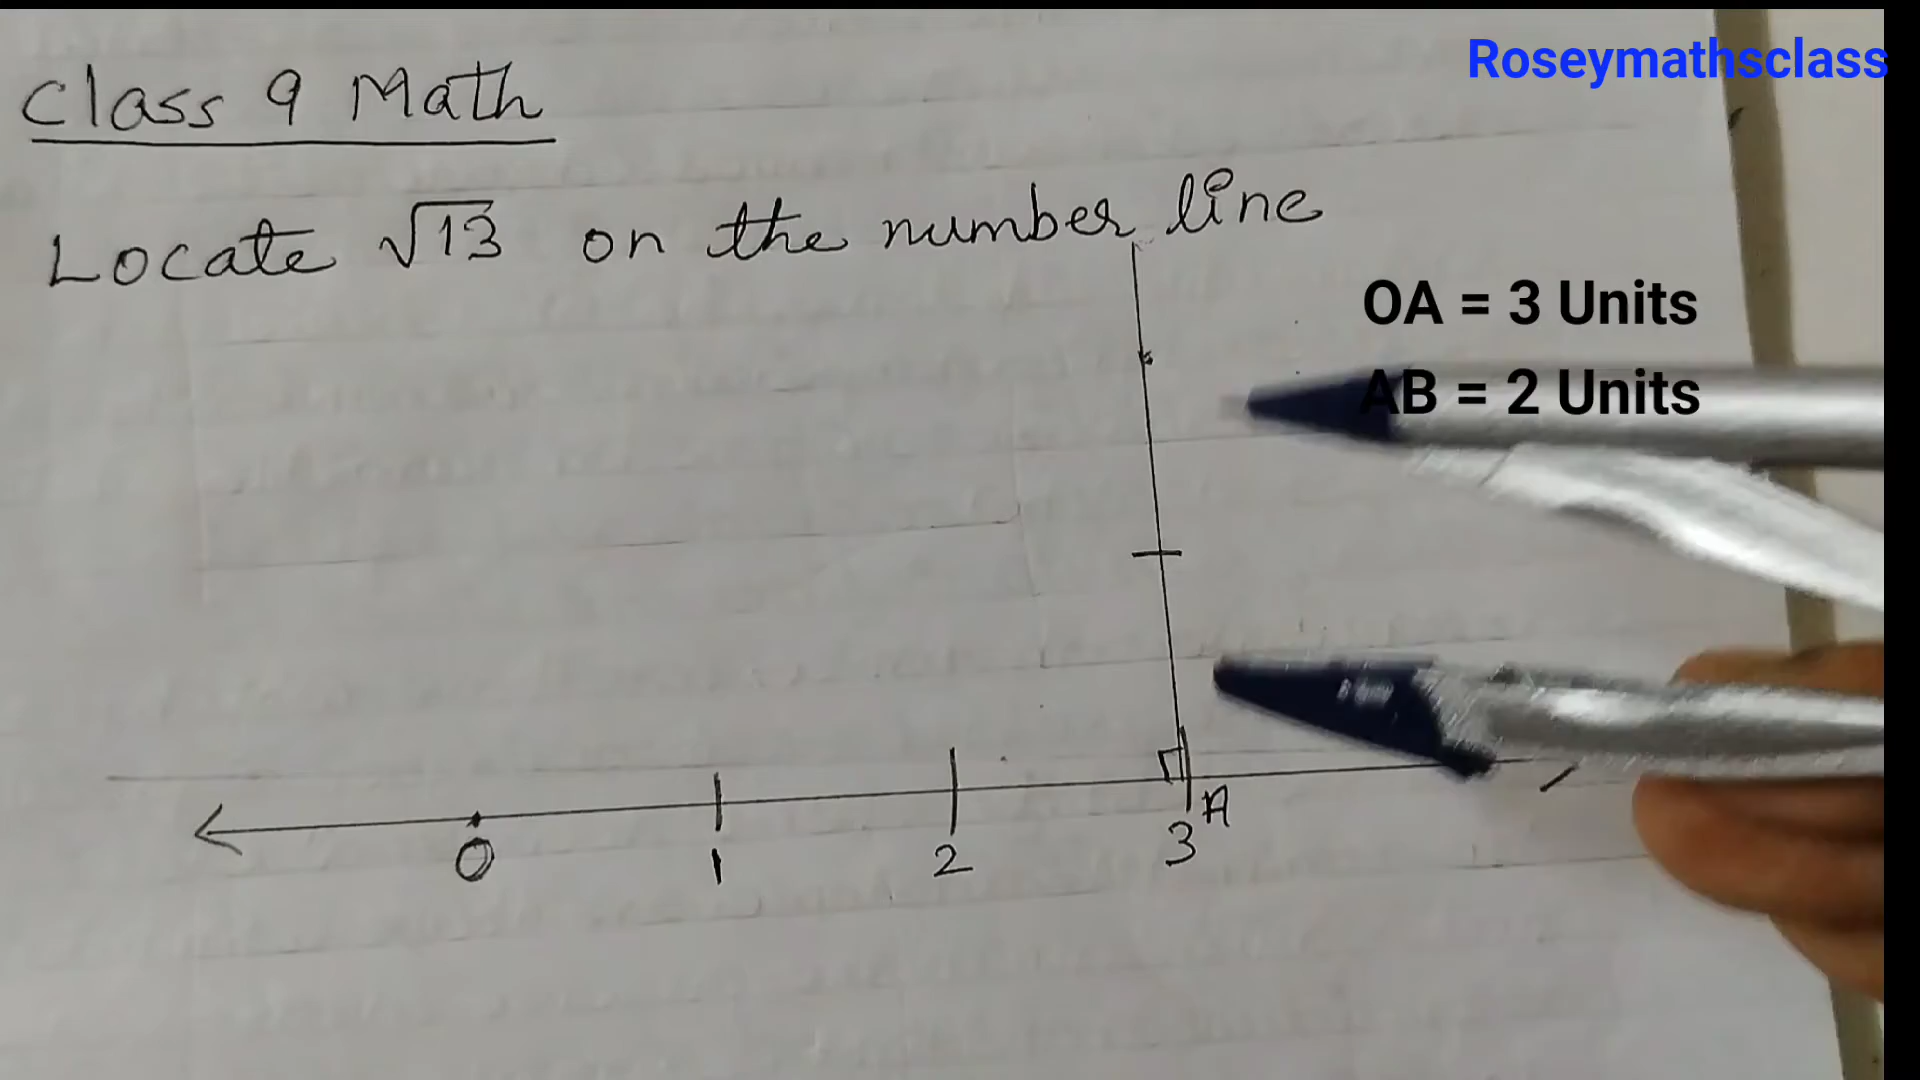 Roseymathsclass
Class 9 Math
Locate √13 on the number line
OA = 3 Units
AB = 2 Units
A
0 1 2 3